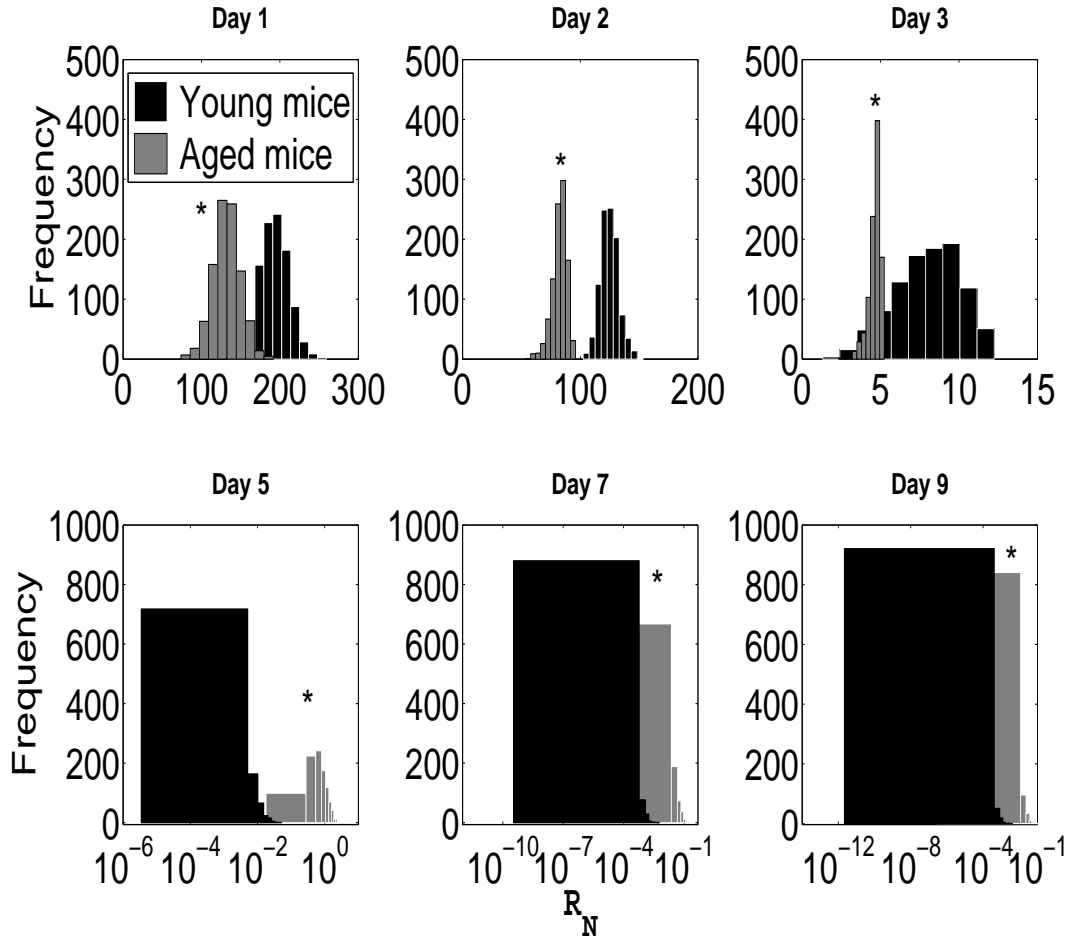 Day 1
Day 2
Day 3
500
400
300
200
100
0
0 100 200 300
Frequency
Young mice
Aged mice
*
500
400
300
200
100
0
0 100 200
*
500
400
300
200
100
0
0 5 10 15
*
Day 5
Day 7
Day 9
1000
800
600
400
200
0
10^-6 10^-4 10^-2 10^0
Frequency
*
1000
800
600
400
200
0
10^-10 10^-7 10^-4 10^-1
*
1000
800
600
400
200
0
10^-12 10^-8 10^-4 10^-1
*
R_N